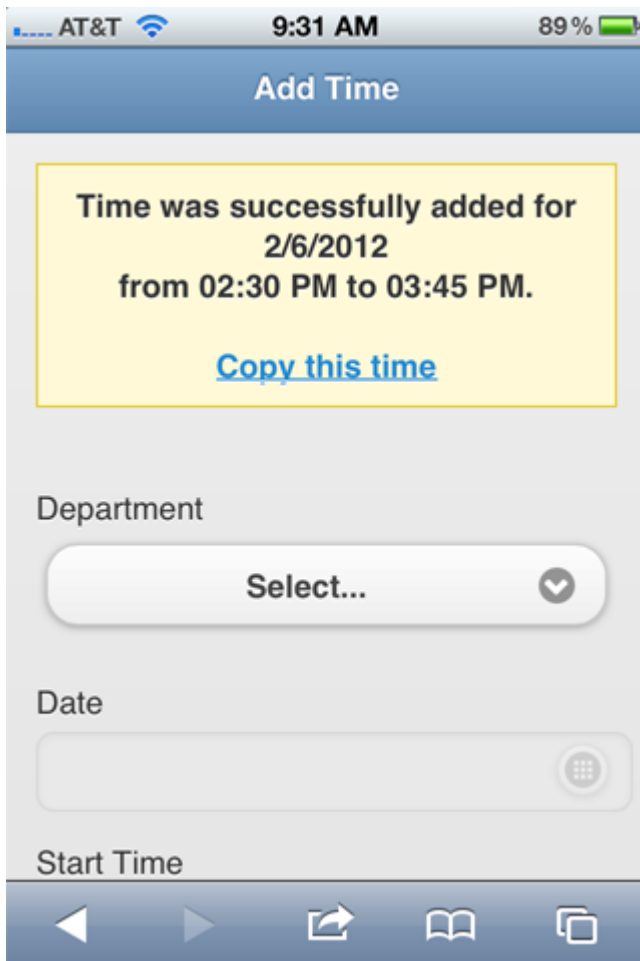 AT&T 9:31 AM 89%
Add Time
Time was successfully added for
2/6/2012
from 02:30 PM to 03:45 PM.
Copy this time
Department
Select...
Date
Start Time